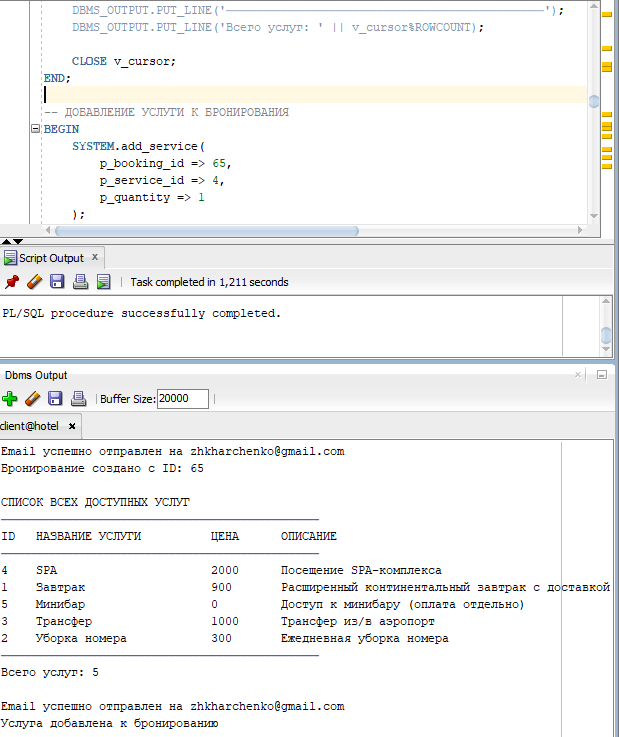 DBMS_OUTPUT.PUT_LINE('──────────────────────────────────────────────');
DBMS_OUTPUT.PUT_LINE('Всего услуг: ' || v_cursor%ROWCOUNT);
CLOSE v_cursor;
END;
-- ДОБАВЛЕНИЕ УСЛУГИ К БРОНИРОВАНИЯ
BEGIN
SYSTEM.add_service(
p_booking_id => 65,
p_service_id => 4,
p_quantity => 1
);
Script Output ×
Task completed in 1,211 seconds
PL/SQL procedure successfully completed.
Dbms Output
Buffer Size: 20000
client@hotel ×
Email успешно отправлен на zhkharchenko@gmail.com
Бронирование создано с ID: 65
СПИСОК ВСЕХ ДОСТУПНЫХ УСЛУГ
ID НАЗВАНИЕ УСЛУГИ ЦЕНА ОПИСАНИЕ
4 SPA 2000 Посещение SPA-комплекса
1 Завтрак 900 Расширенный континентальный завтрак с доставкой
5 Минибар 0 Доступ к минибару (оплата отдельно)
3 Трансфер 1000 Трансфер из/в аэропорт
2 Уборка номера 300 Ежедневная уборка номера
Всего услуг: 5
Email успешно отправлен на zhkharchenko@gmail.com
Услуга добавлена к бронированию